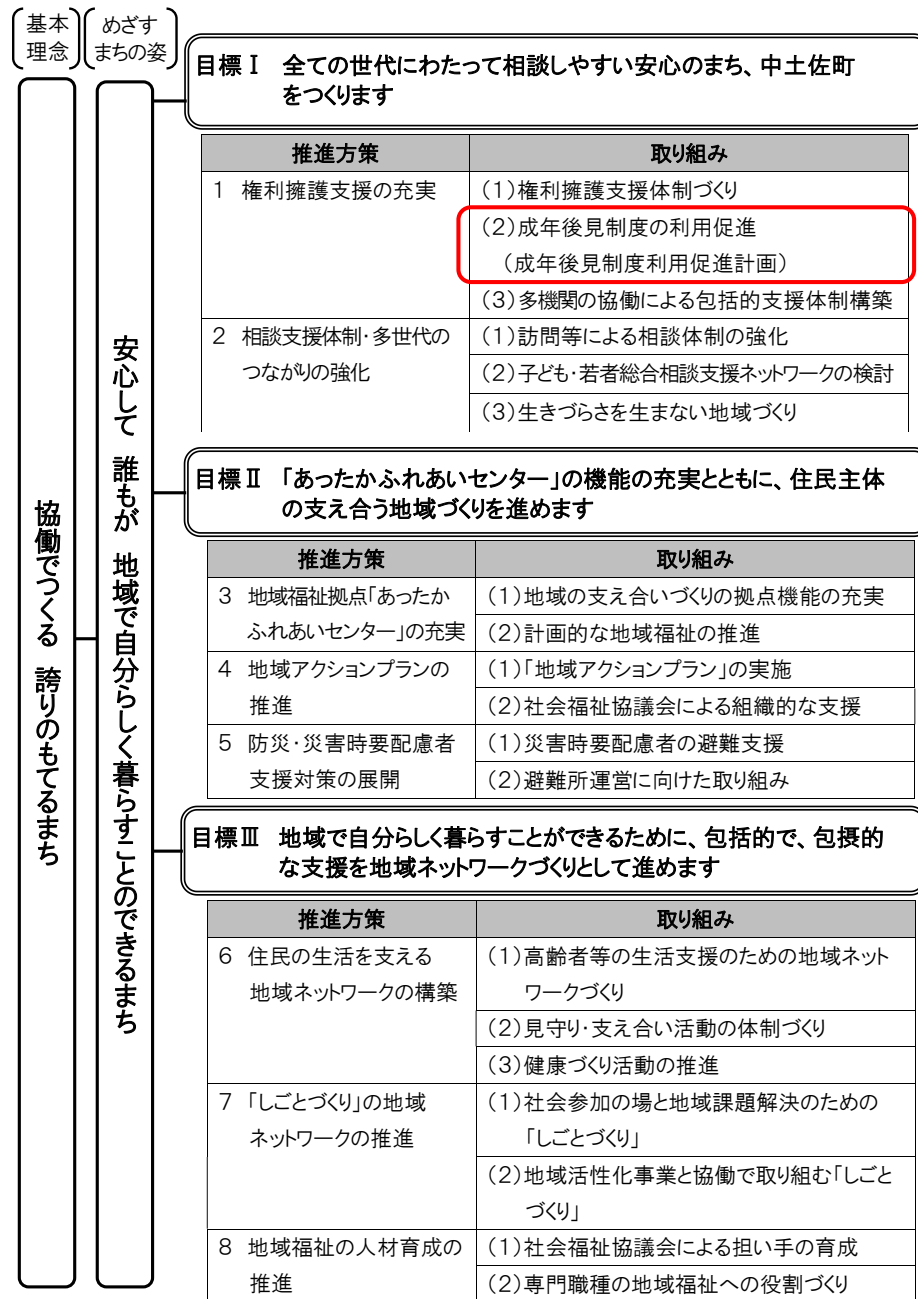 基本
理念
めざす
まちの姿
協働でつくる 誇りのもてるまち
安心して 誰もが 地域で自分らしく暮らすことのできるまち
目標Ⅰ 全ての世代にわたって相談しやすい安心のまち、中土佐町
をつくります
推進方策 取り組み
1 権利擁護支援の充実 (1)権利擁護支援体制づくり
(2)成年後見制度の利用促進
(成年後見制度利用促進計画)
(3)多機関の協働による包括的支援体制構築
2 相談支援体制・多世代の (1)訪問等による相談体制の強化
つながりの強化 (2)子ども・若者総合相談支援ネットワークの検討
(3)生きづらさを生まない地域づくり
目標Ⅱ 「あったかふれあいセンター」の機能の充実とともに、住民主体
の支え合う地域づくりを進めます
推進方策 取り組み
3 地域福祉拠点「あったか (1)地域の支え合いづくりの拠点機能の充実
ふれあいセンター」の充実 (2)計画的な地域福祉の推進
4 地域アクションプランの (1)「地域アクションプラン」の実施
推進 (2)社会福祉協議会による組織的な支援
5 防災・災害時要配慮者 (1)災害時要配慮者の避難支援
支援対策の展開 (2)避難所運営に向けた取り組み
目標Ⅲ 地域で自分らしく暮らすことができるために、包括的で、包摂的
な支援を地域ネットワークづくりとして進めます
推進方策 取り組み
6 住民の生活を支える (1)高齢者等の生活支援のための地域ネット
地域ネットワークの構築 ワークづくり
(2)見守り・支え合い活動の体制づくり
(3)健康づくり活動の推進
7 「しごとづくり」の地域 (1)社会参加の場と地域課題解決のための
ネットワークの推進 「しごとづくり」
(2)地域活性化事業と協働で取り組む「しごと
づくり」
8 地域福祉の人材育成の (1)社会福祉協議会による担い手の育成
推進 (2)専門職種の地域福祉への役割づくり